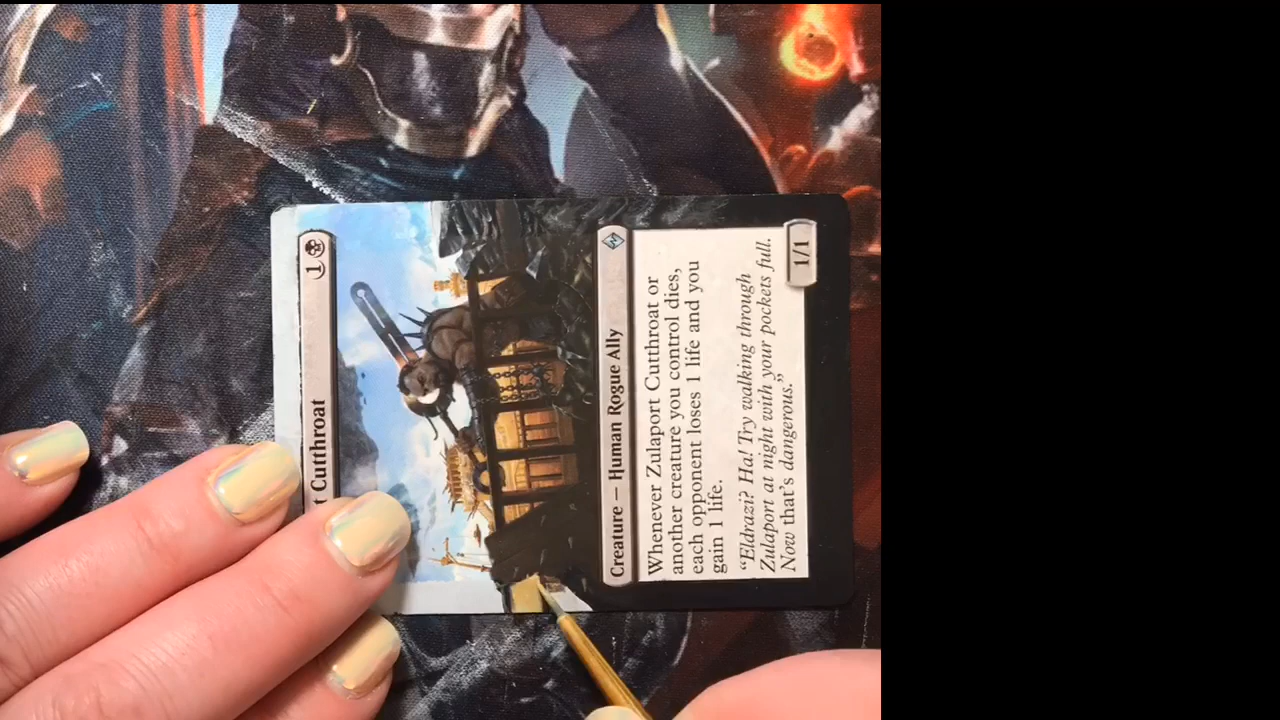 t Cutthroat 1
Creature — Human Rogue Ally
Whenever Zulaport Cutthroat or
another creature you control dies,
each opponent loses 1 life and you
gain 1 life.
“Eldrazi? Ha! Try walking through
Zulaport at night with your pockets full.
Now that’s dangerous.”
1/1